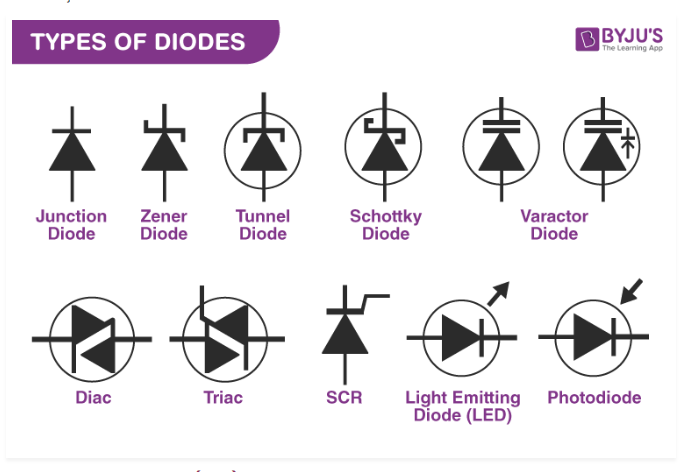 TYPES OF DIODES
BYJU'S
The Learning App
Junction
Diode
Zener
Diode
Tunnel
Diode
Schottky
Diode
Varactor
Diode
Diac
Triac
SCR
Light Emitting
Diode (LED)
Photodiode